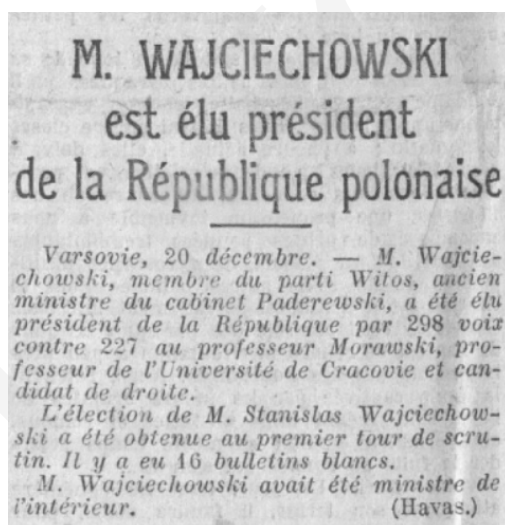 M. WAJCIECHOWSKI
est élu président
de la République polonaise
Varsovie, 20 décembre. — M. Wajcie-
chowski, membre du parti Witos, ancien
ministre du cabinet Paderewski, a été élu
président de la République par 298 voix
contre 227 au professeur Morawski, pro-
fesseur de l'Université de Cracovie et can-
didat de droite.
L'élection de M. Stanislas Wajciechow-
ski a été obtenue au premier tour de scru-
tin. Il y a eu 16 bulletins blancs.
M. Wajciechowski avait été ministre de
l'intérieur. (Havas.)